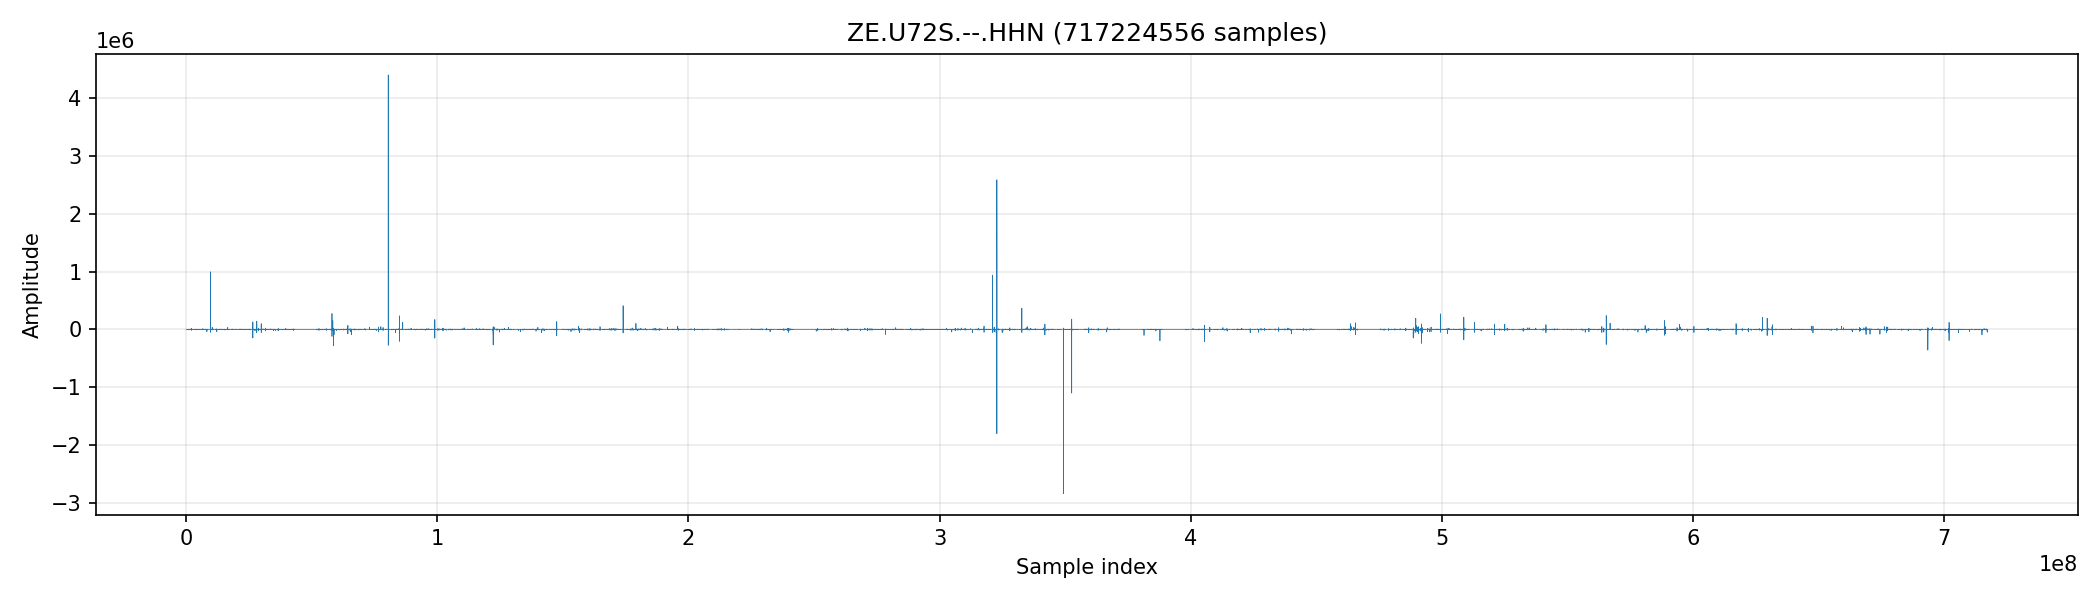 ZE.U72S.--.HHN (717224556 samples)
1e6
4
3
2
1
0
−1
−2
−3
Amplitude
0 1 2 3 4 5 6 7
Sample index
1e8